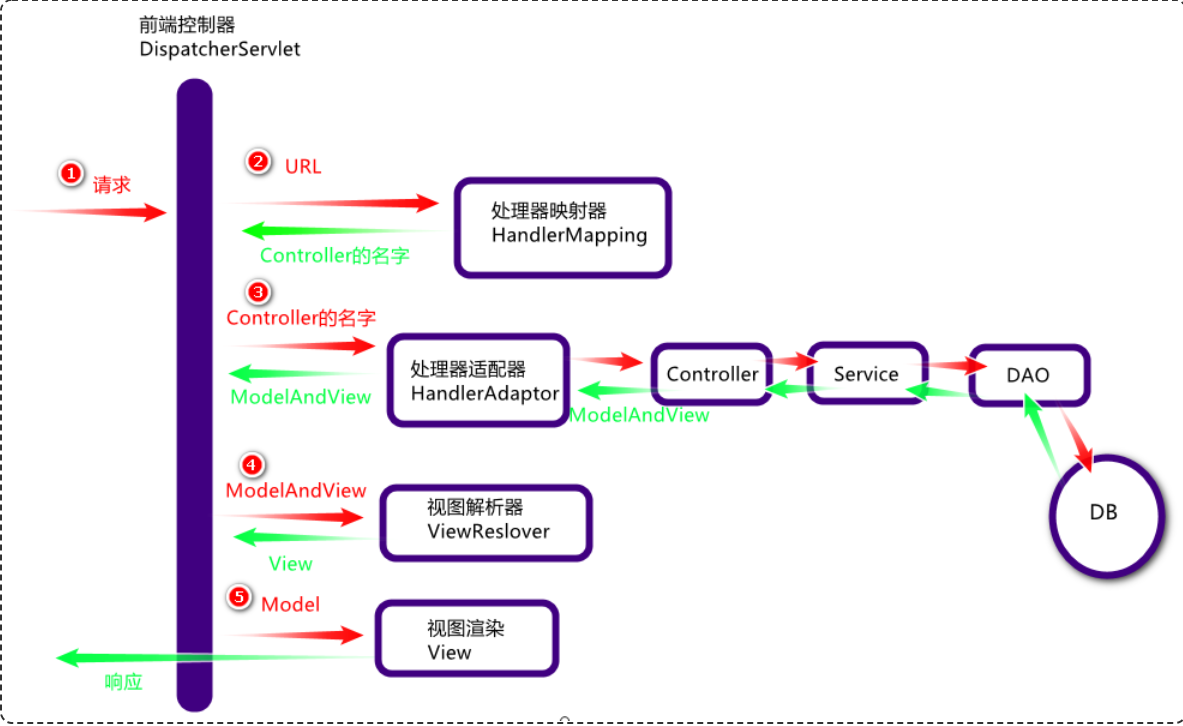 前端控制器
DispatcherServlet
1
请求
2
URL
处理器映射器
HandlerMapping
Controller的名字
3
Controller的名字
处理器适配器
HandlerAdaptor
ModelAndView
Controller
Service
DAO
ModelAndView
DB
4
ModelAndView
视图解析器
ViewReslover
View
5
Model
视图渲染
View
响应